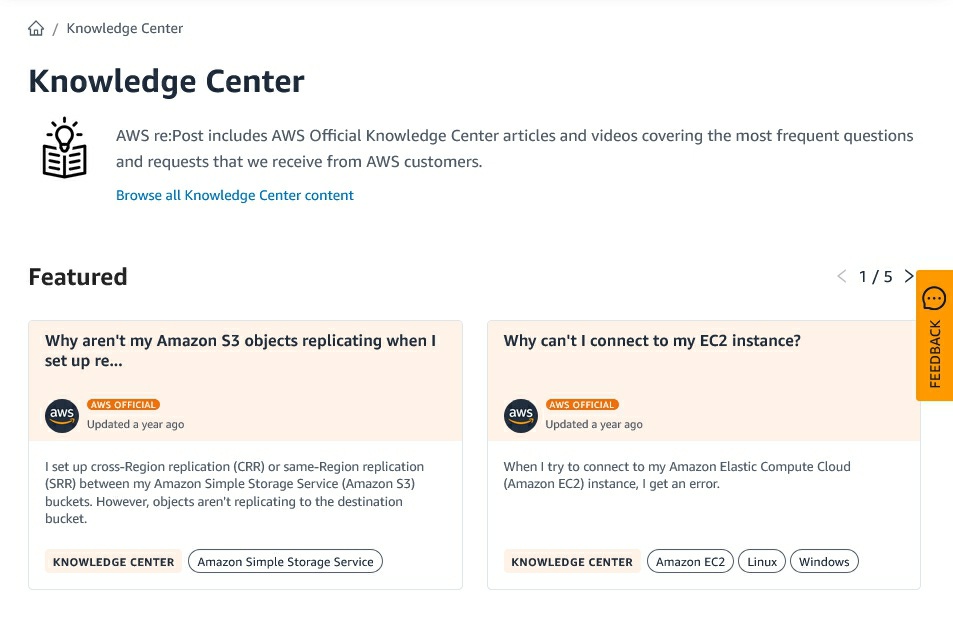 / Knowledge Center
Knowledge Center
AWS re:Post includes AWS Official Knowledge Center articles and videos covering the most frequent questions
and requests that we receive from AWS customers.
Browse all Knowledge Center content
Featured
1 / 5
FEEDBACK
Why aren't my Amazon S3 objects replicating when I
set up re...
aws
AWS OFFICIAL
Updated a year ago
I set up cross-Region replication (CRR) or same-Region replication
(SRR) between my Amazon Simple Storage Service (Amazon S3)
buckets. However, objects aren't replicating to the destination
bucket.
KNOWLEDGE CENTER
Amazon Simple Storage Service
Why can't I connect to my EC2 instance?
aws
AWS OFFICIAL
Updated a year ago
When I try to connect to my Amazon Elastic Compute Cloud
(Amazon EC2) instance, I get an error.
KNOWLEDGE CENTER
Amazon EC2
Linux
Windows